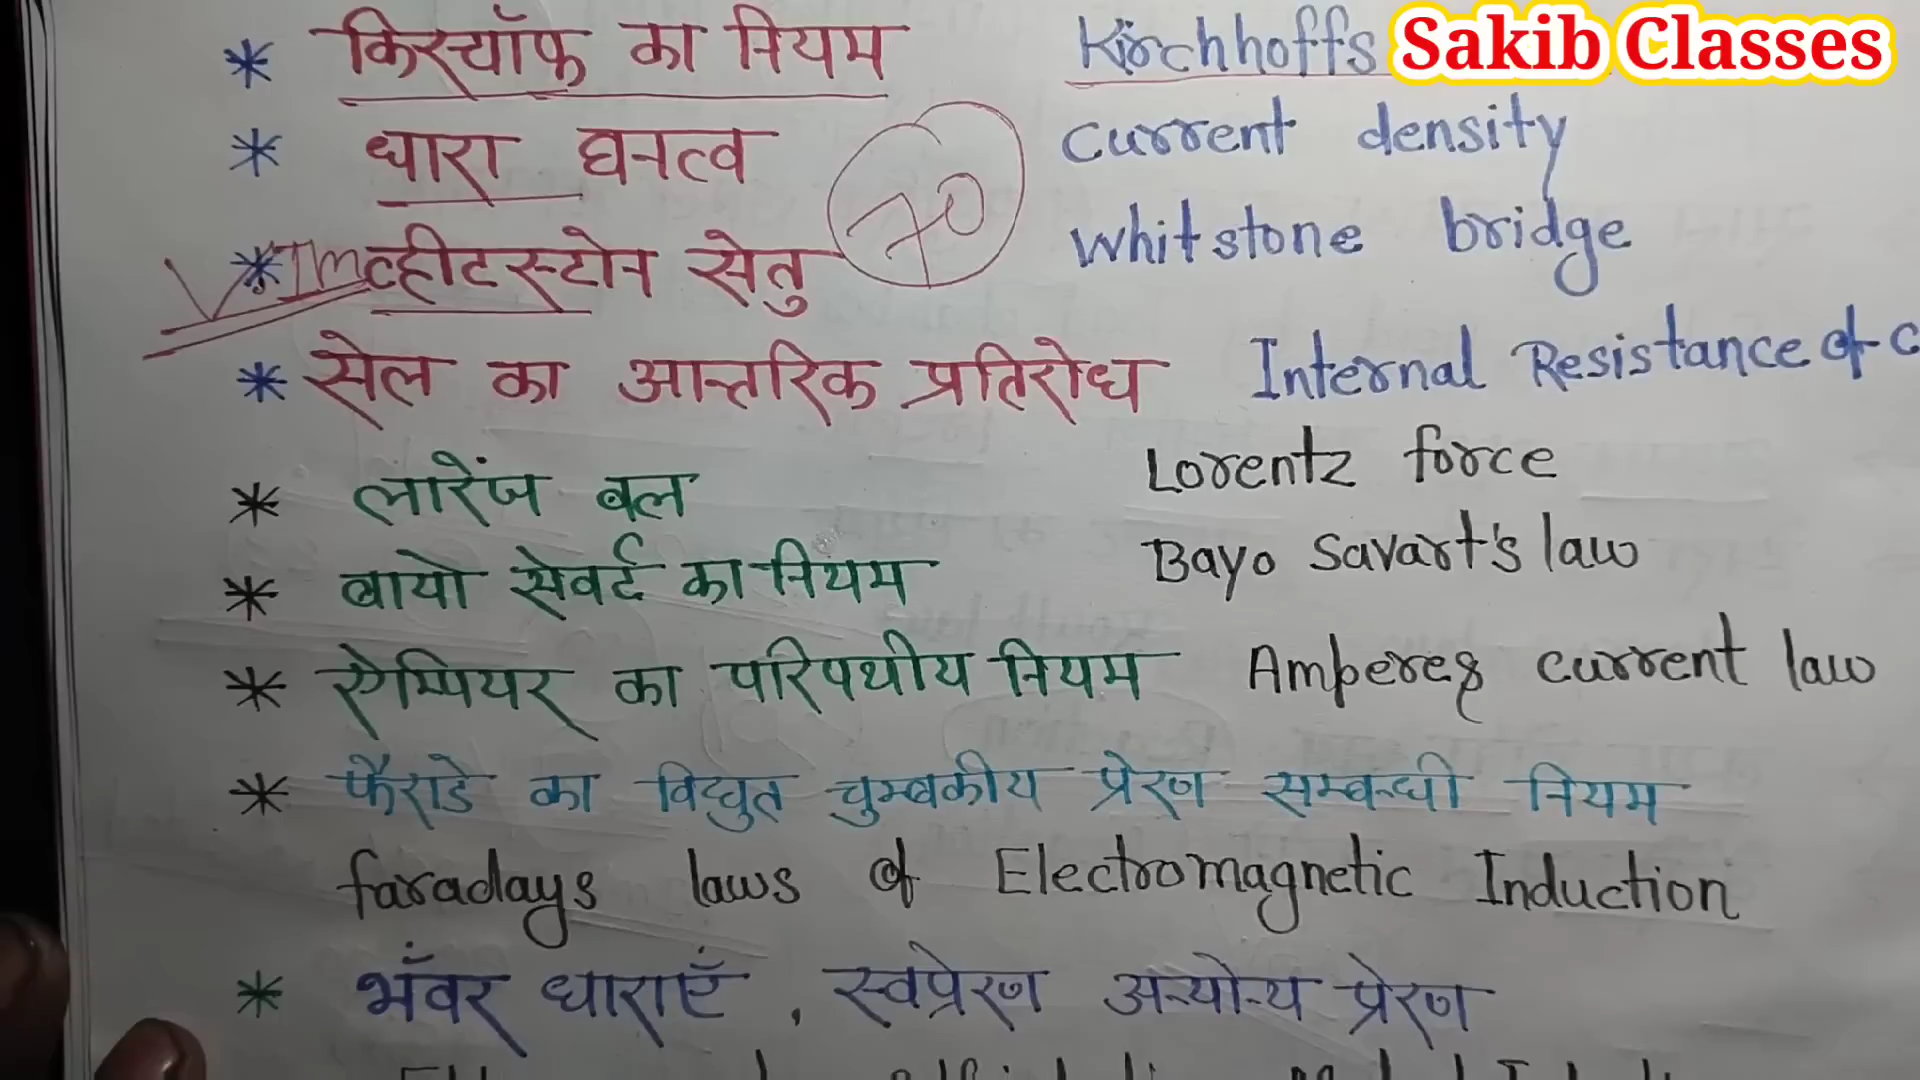 * किरचॉफ का नियम Kirchhoffs Sakib Classes
* धारा घनत्व 70 current density
* Im व्हीटस्टोन सेतु whitstone bridge
* सेल का आन्तरिक प्रतिरोध Internal Resistance of c
* लारेंज बल Lorentz force
* बायो सेवर्ट का नियम Bayo Savart's law
* ऐम्पियर का परिपथीय नियम Amperes current law
* फैराडे का विद्युत चुम्बकीय प्रेरण सम्बन्धी नियम
faradays laws of Electromagnetic Induction
* भँवर धाराएँ , स्वप्रेरण अन्योन्य प्रेरण